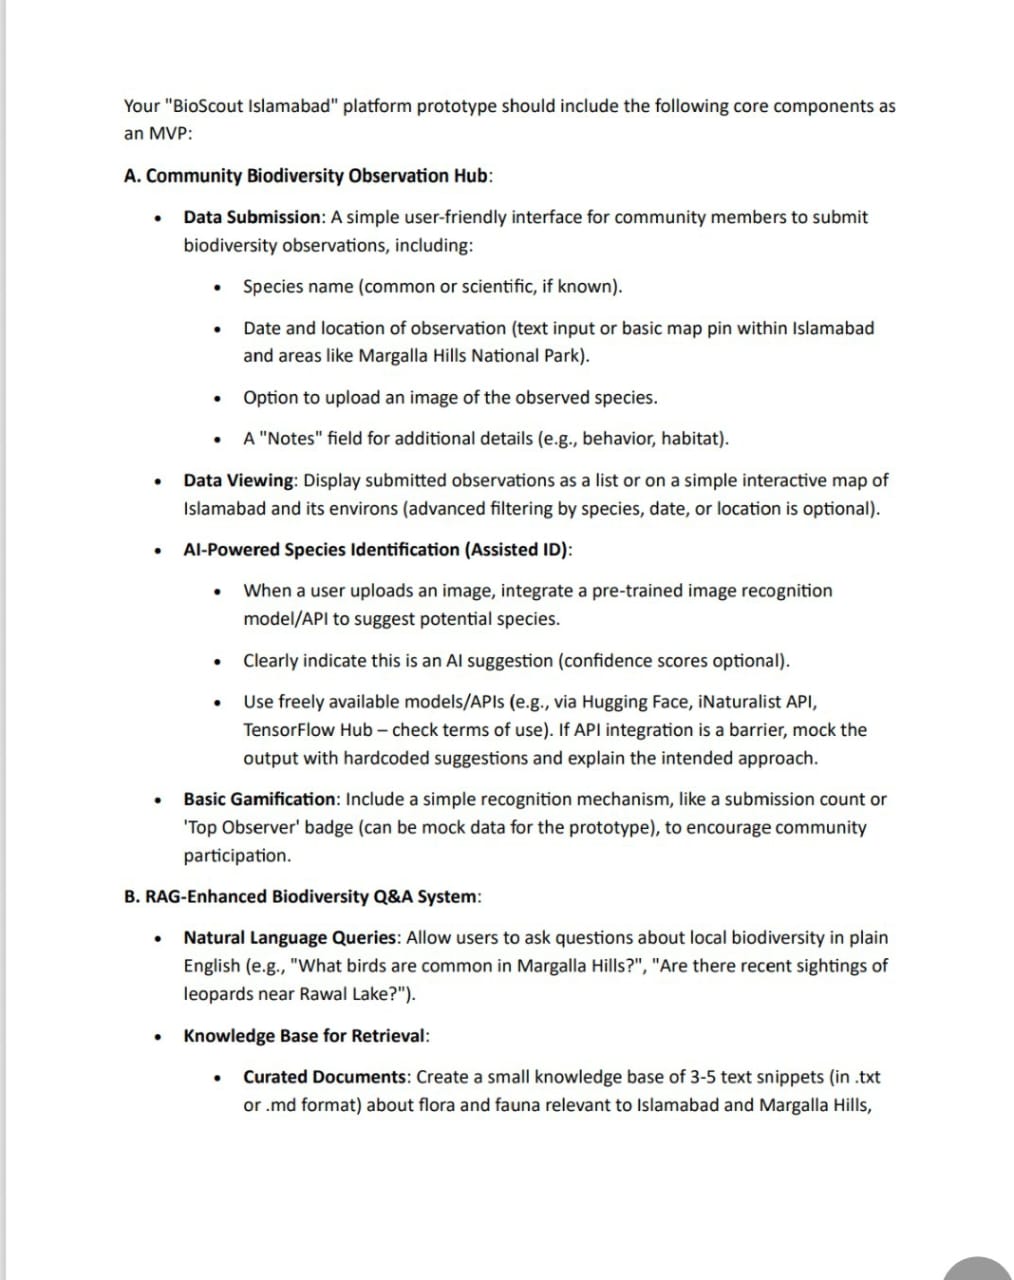 Your "BioScout Islamabad" platform prototype should include the following core components as
an MVP:
A. Community Biodiversity Observation Hub:
• Data Submission: A simple user-friendly interface for community members to submit
biodiversity observations, including:
• Species name (common or scientific, if known).
• Date and location of observation (text input or basic map pin within Islamabad
and areas like Margalla Hills National Park).
• Option to upload an image of the observed species.
• A "Notes" field for additional details (e.g., behavior, habitat).
• Data Viewing: Display submitted observations as a list or on a simple interactive map of
Islamabad and its environs (advanced filtering by species, date, or location is optional).
• AI-Powered Species Identification (Assisted ID):
• When a user uploads an image, integrate a pre-trained image recognition
model/API to suggest potential species.
• Clearly indicate this is an AI suggestion (confidence scores optional).
• Use freely available models/APIs (e.g., via Hugging Face, iNaturalist API,
TensorFlow Hub – check terms of use). If API integration is a barrier, mock the
output with hardcoded suggestions and explain the intended approach.
• Basic Gamification: Include a simple recognition mechanism, like a submission count or
'Top Observer' badge (can be mock data for the prototype), to encourage community
participation.
B. RAG-Enhanced Biodiversity Q&A System:
• Natural Language Queries: Allow users to ask questions about local biodiversity in plain
English (e.g., "What birds are common in Margalla Hills?", "Are there recent sightings of
leopards near Rawal Lake?").
• Knowledge Base for Retrieval:
• Curated Documents: Create a small knowledge base of 3-5 text snippets (in .txt
or .md format) about flora and fauna relevant to Islamabad and Margalla Hills,